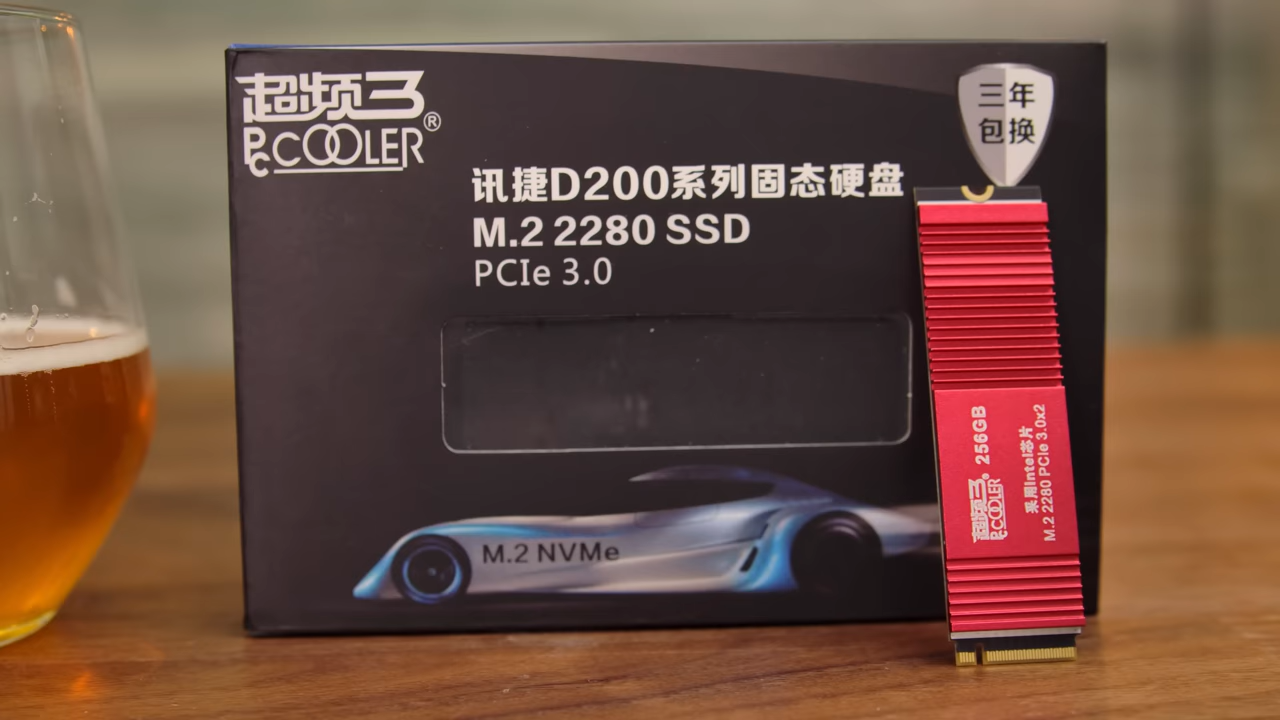 超频三
PCCOOLER®
三年
包换
讯捷D200系列固态硬盘
M.2 2280 SSD
PCIe 3.0
M.2 NVMe
超频三®
PCCOOLER
256GB
采用intel芯片
M.2 2280 PCIe 3.0x2